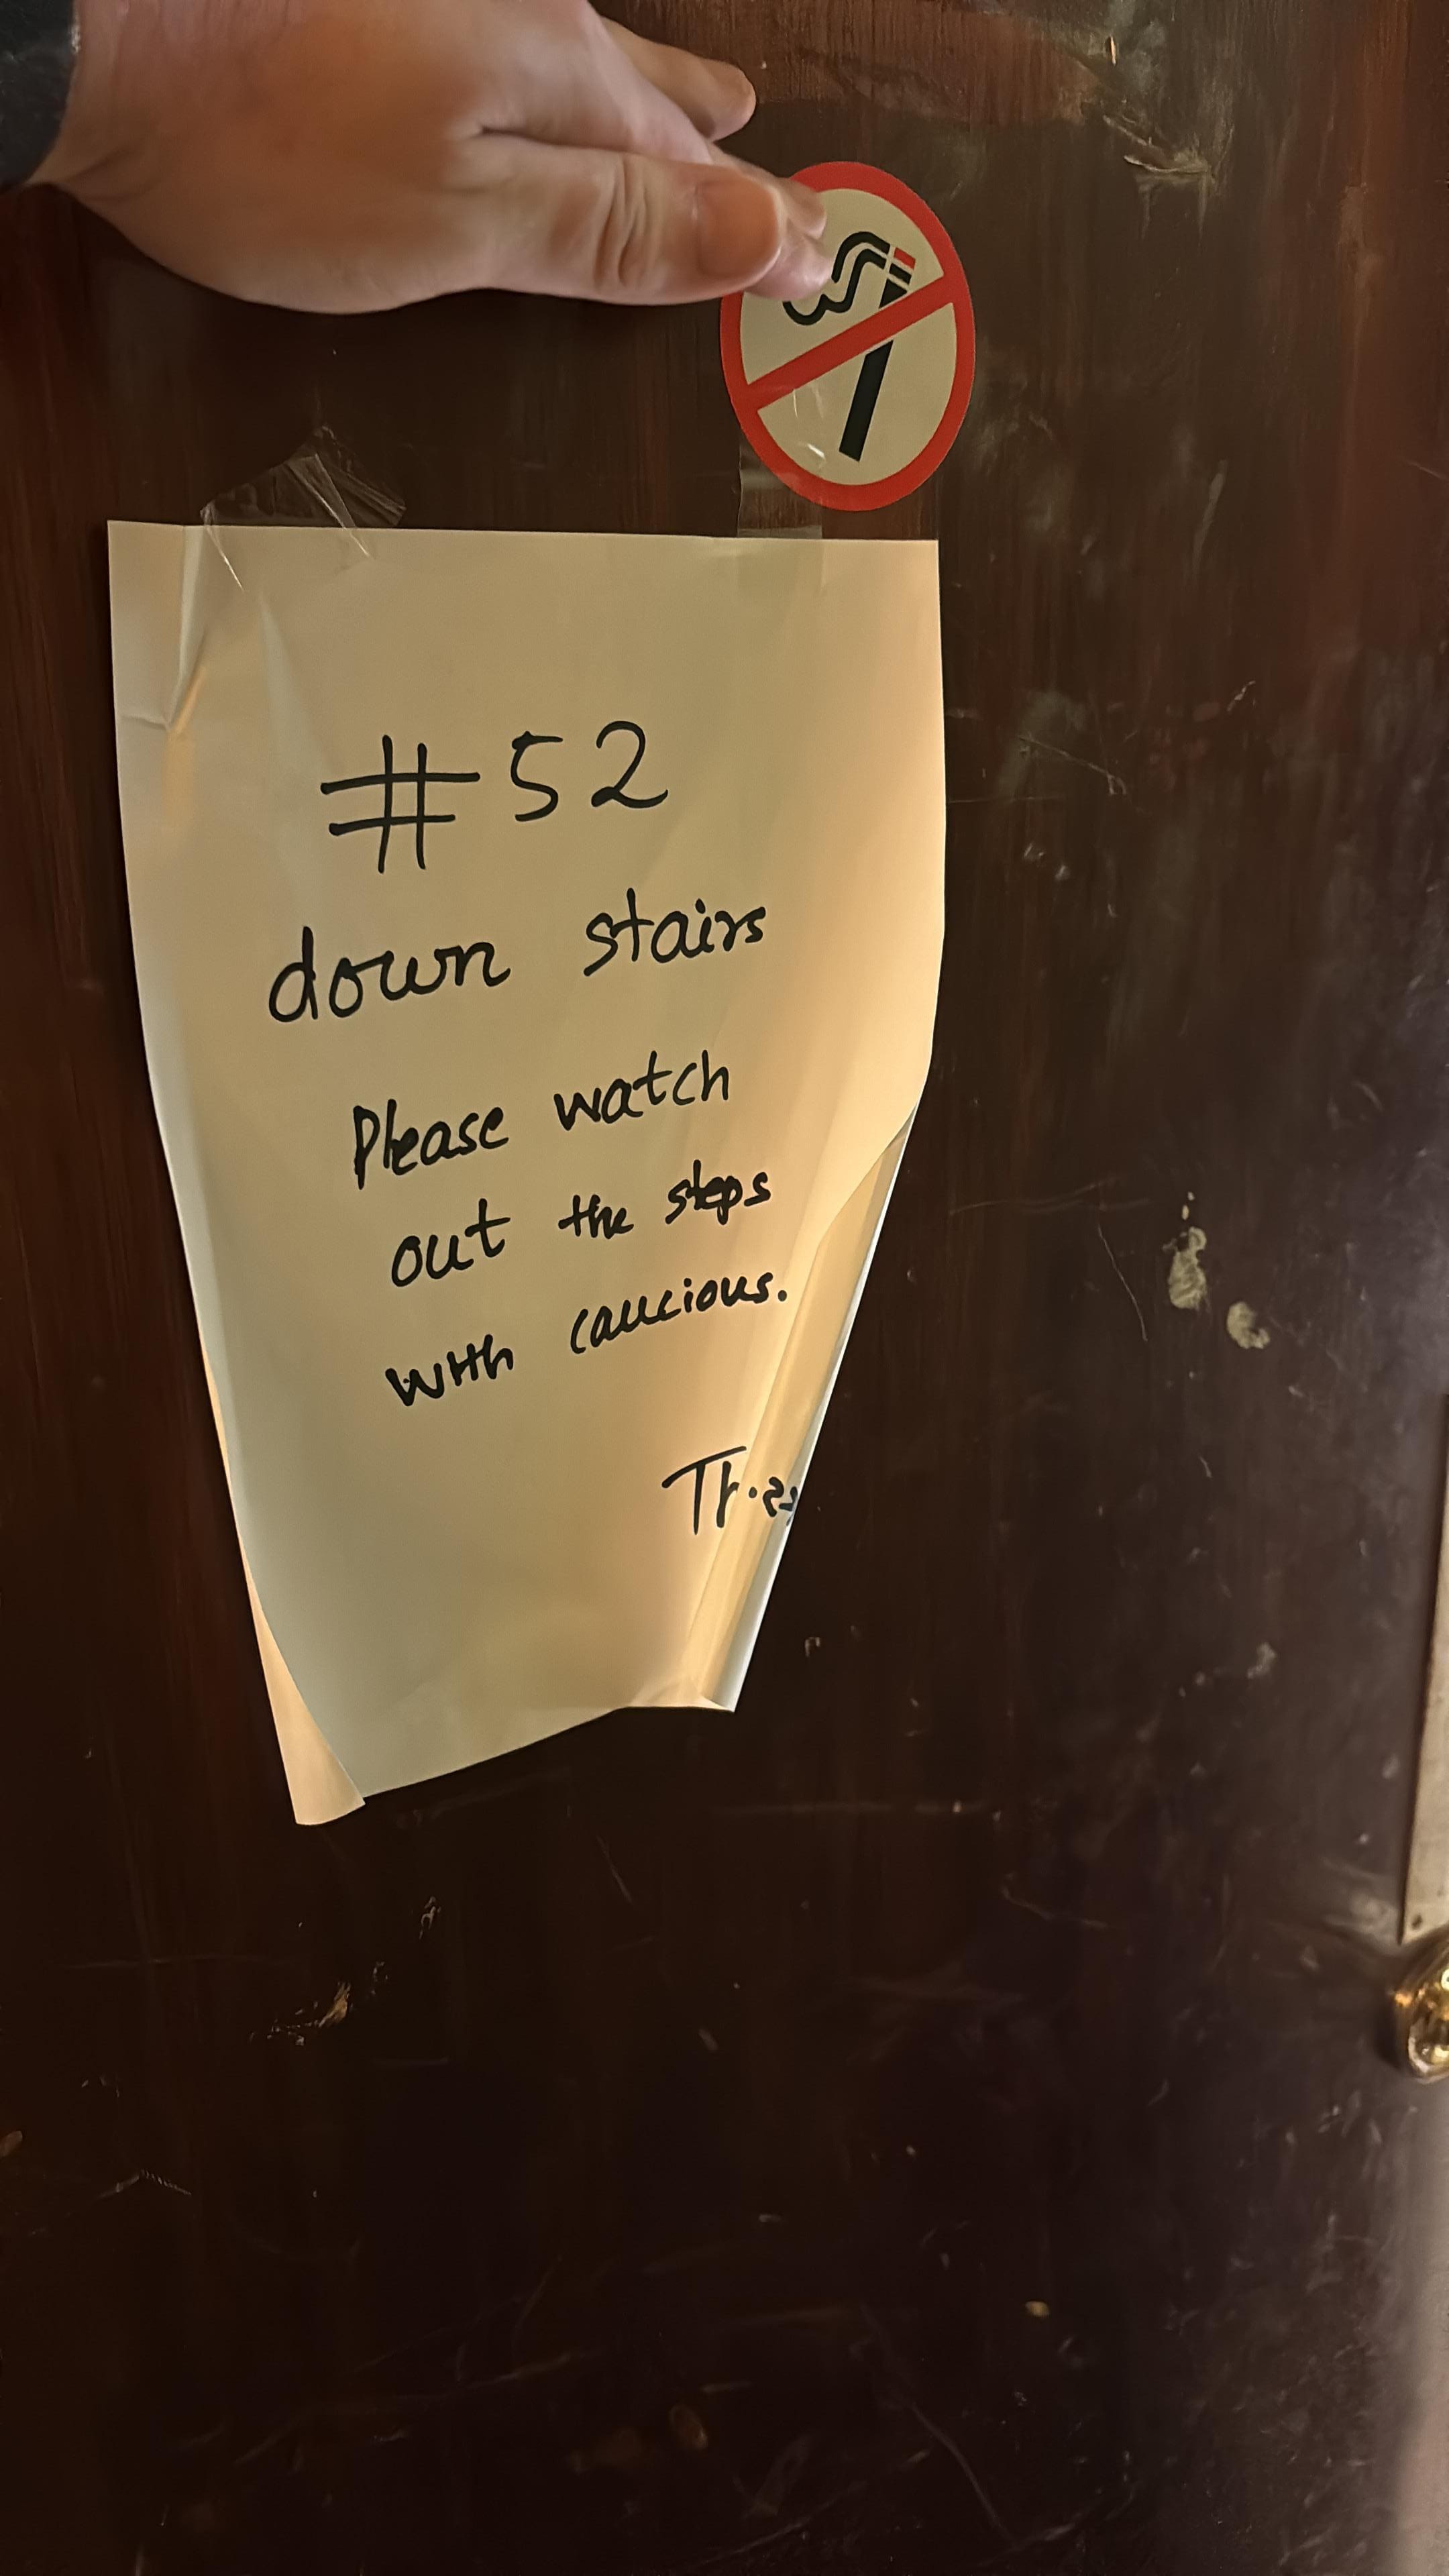 #52
down stairs
Please watch
out the steps
with caucious.